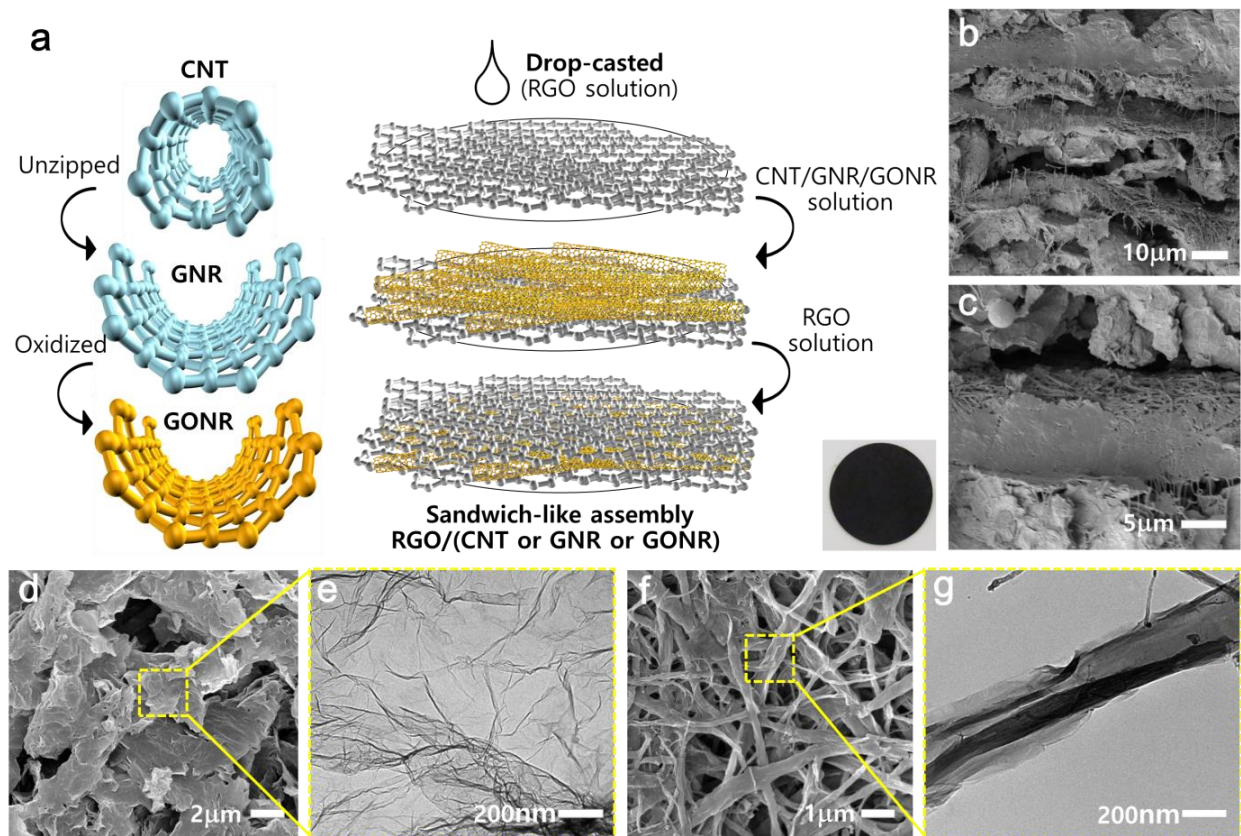 a
CNT
Unzipped
GNR
Oxidized
GONR
Drop-casted
(RGO solution)
CNT/GNR/GONR
solution
RGO
solution
Sandwich-like assembly
RGO/(CNT or GNR or GONR)
b
10μm
c
5μm
d
2μm
e
200nm
f
1μm
g
200nm